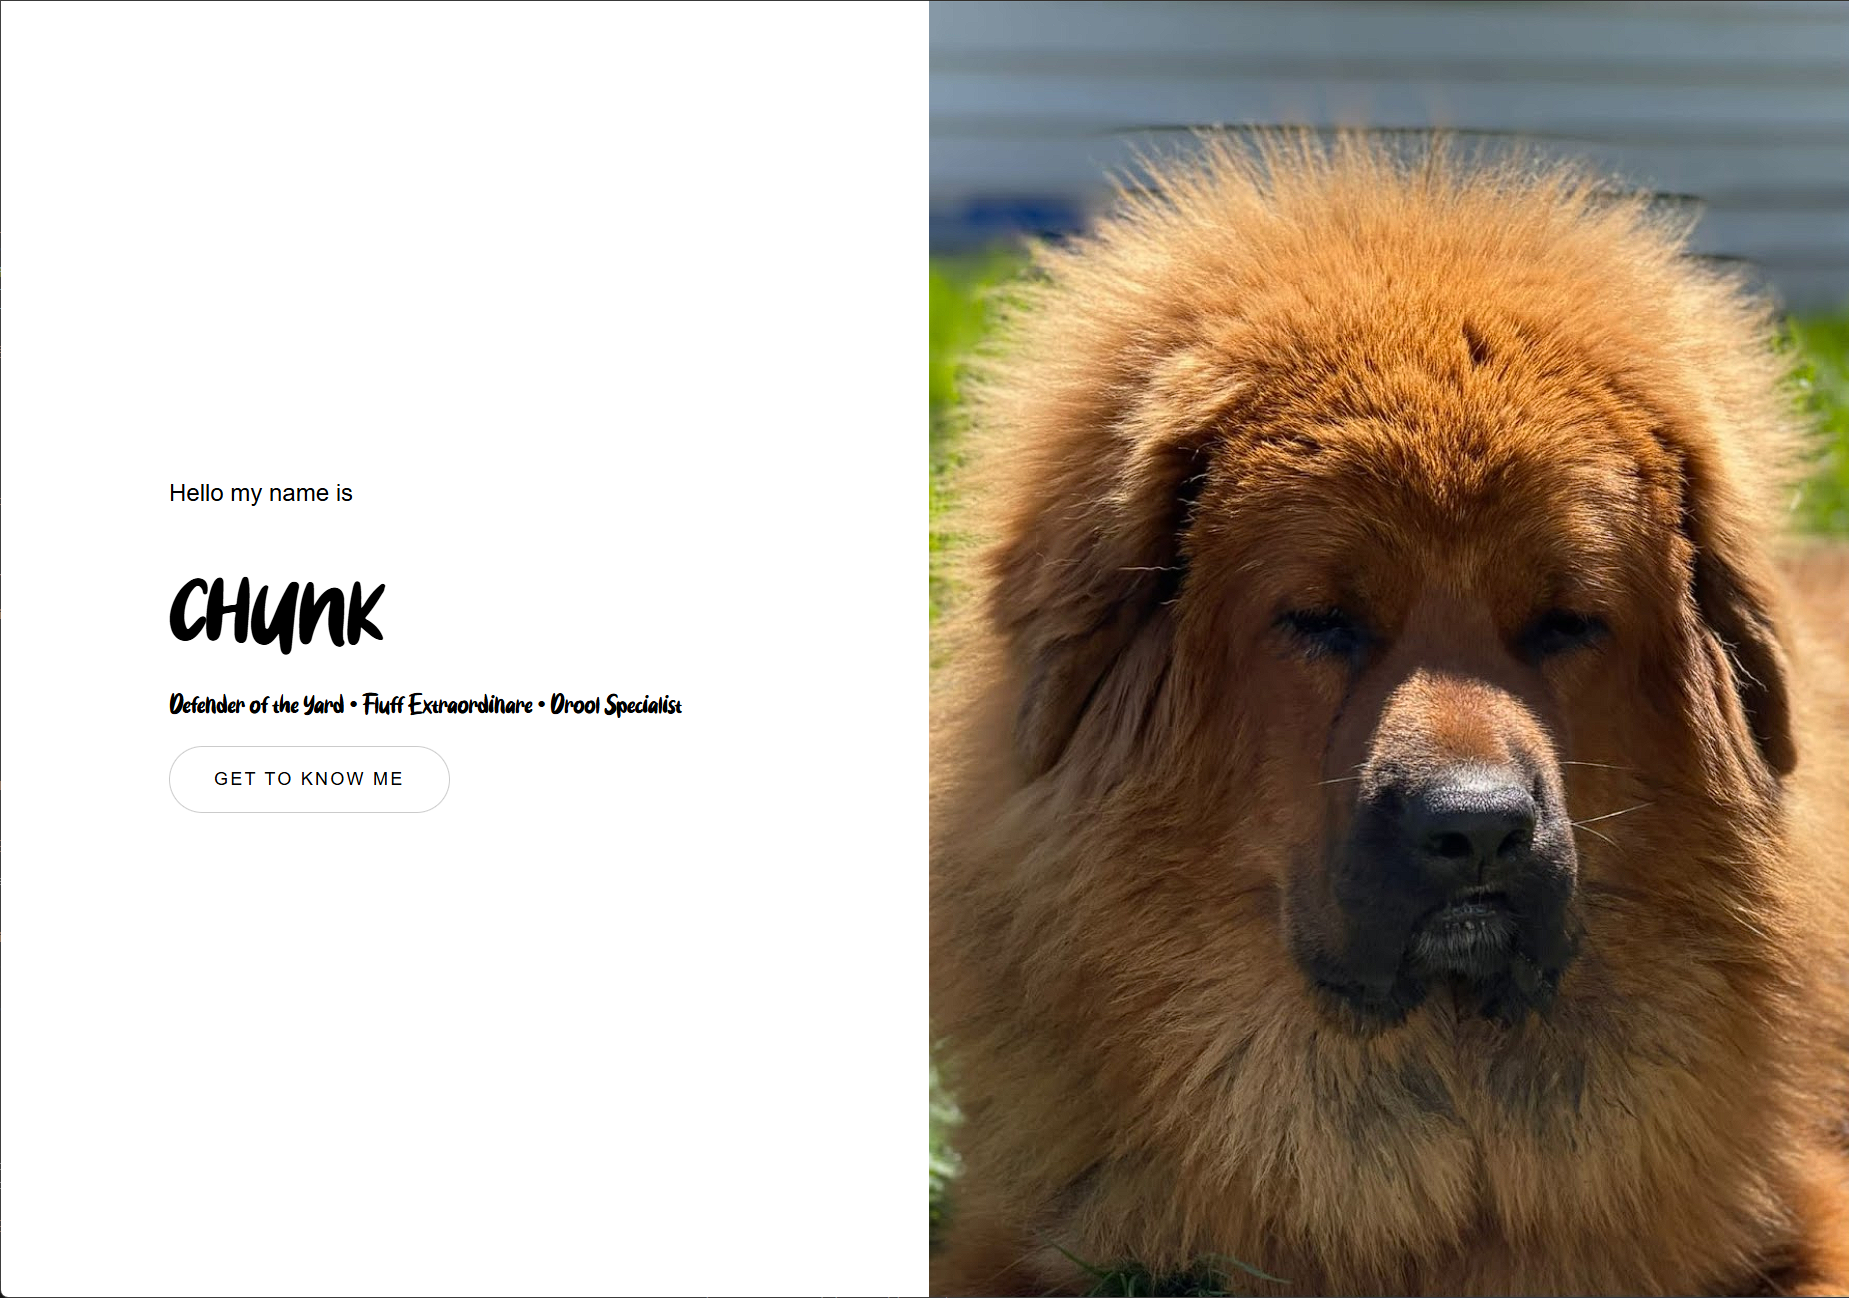 Hello my name is
CHUNK
Defender of the Yard • Fluff Extraordinare • Drool Specialist
GET TO KNOW ME